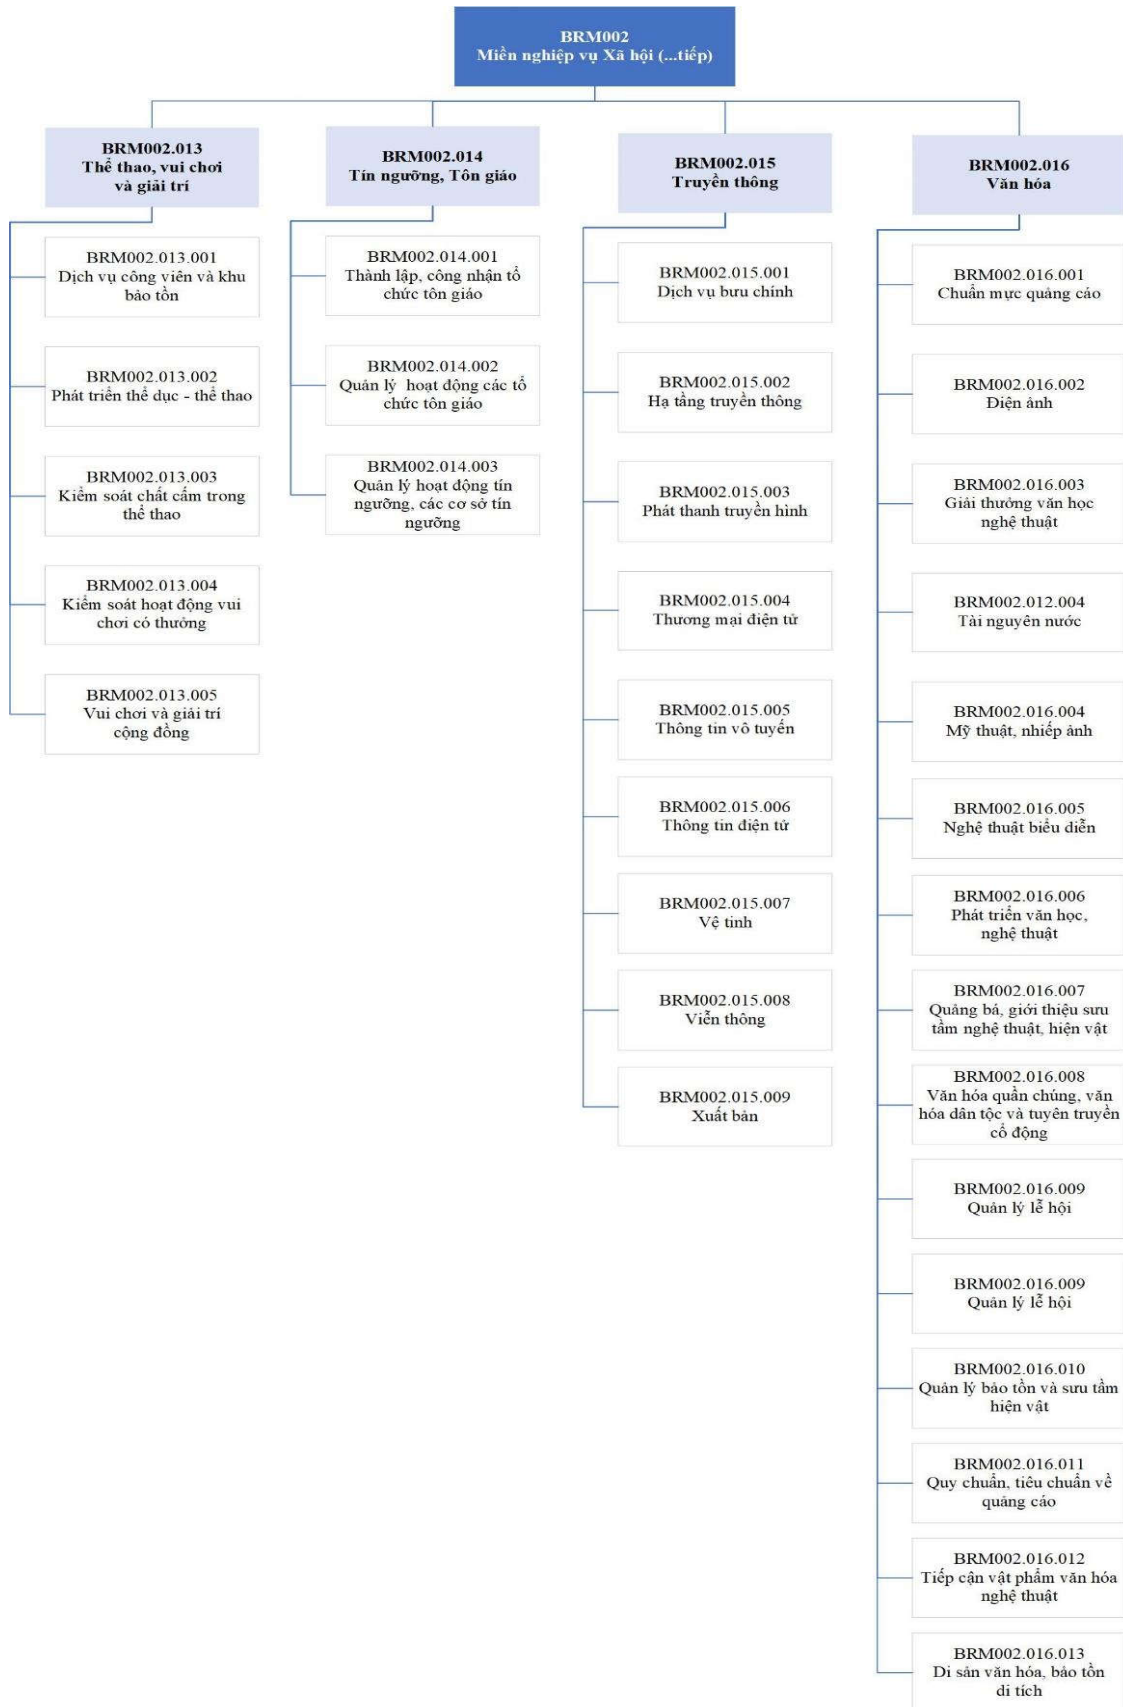 BRM002
Miền nghiệp vụ Xã hội (...tiếp)
BRM002.013
Thể thao, vui chơi
và giải trí
BRM002.013.001
Dịch vụ công viên và khu
bảo tồn
BRM002.013.002
Phát triển thể dục - thể thao
BRM002.013.003
Kiểm soát chất cấm trong
thể thao
BRM002.013.004
Kiểm soát hoạt động vui
chơi có thưởng
BRM002.013.005
Vui chơi và giải trí
cộng đồng
BRM002.014
Tín ngưỡng, Tôn giáo
BRM002.014.001
Thành lập, công nhận tổ
chức tôn giáo
BRM002.014.002
Quản lý hoạt động các tổ
chức tôn giáo
BRM002.014.003
Quản lý hoạt động tín
ngưỡng, các cơ sở tín
ngưỡng
BRM002.015
Truyền thông
BRM002.015.001
Dịch vụ bưu chính
BRM002.015.002
Hạ tầng truyền thông
BRM002.015.003
Phát thanh truyền hình
BRM002.015.004
Thương mại điện tử
BRM002.015.005
Thông tin vô tuyến
BRM002.015.006
Thông tin điện tử
BRM002.015.007
Vệ tinh
BRM002.015.008
Viễn thông
BRM002.015.009
Xuất bản
BRM002.016
Văn hóa
BRM002.016.001
Chuẩn mực quảng cáo
BRM002.016.002
Điện ảnh
BRM002.016.003
Giải thưởng văn học
nghệ thuật
BRM002.012.004
Tài nguyên nước
BRM002.016.004
Mỹ thuật, nhiếp ảnh
BRM002.016.005
Nghệ thuật biểu diễn
BRM002.016.006
Phát triển văn học,
nghệ thuật
BRM002.016.007
Quảng bá, giới thiệu sưu
tầm nghệ thuật, hiện vật
BRM002.016.008
Văn hóa quần chúng, văn
hóa dân tộc và tuyên truyền
cổ động
BRM002.016.009
Quản lý lễ hội
BRM002.016.009
Quản lý lễ hội
BRM002.016.010
Quản lý bảo tồn và sưu tầm
hiện vật
BRM002.016.011
Quy chuẩn, tiêu chuẩn về
quảng cáo
BRM002.016.012
Tiếp cận vật phẩm văn hóa
nghệ thuật
BRM002.016.013
Di sản văn hóa, bảo tồn
di tích